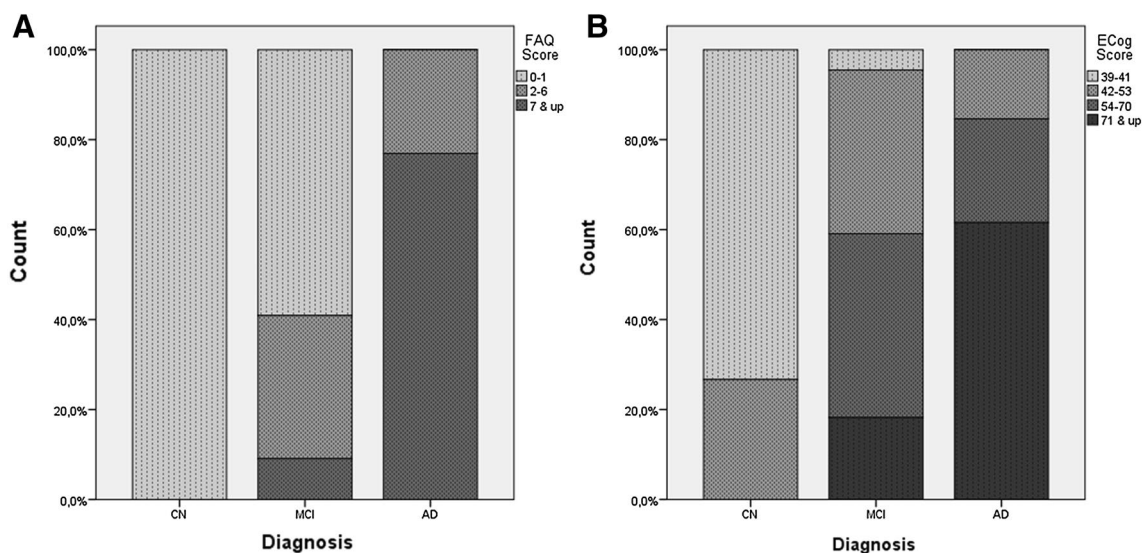 A
FAQ
Score
0-1
2-6
7 & up
100,0%
80,0%
60,0%
40,0%
20,0%
0,0%
Count
CN MCI AD
Diagnosis
B
ECog
Score
39-41
42-53
54-70
71 & up
100,0%
80,0%
60,0%
40,0%
20,0%
0,0%
Count
CN MCI AD
Diagnosis